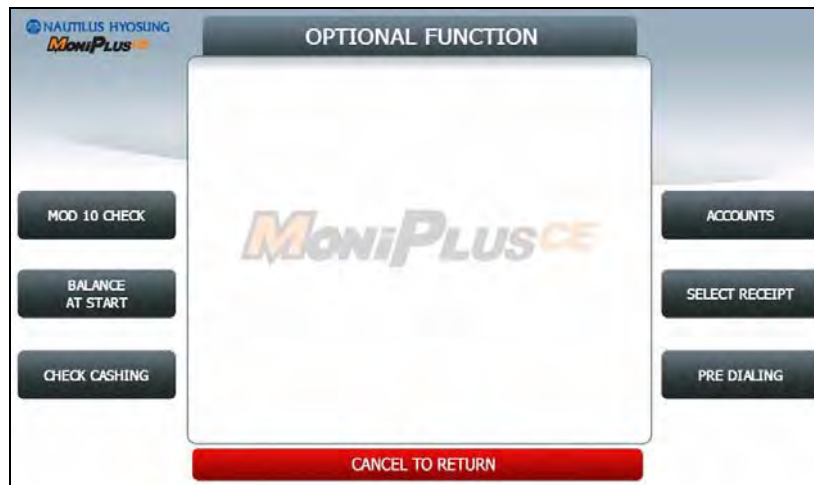 NAUTILUS HYOSUNG
MONIPLUS CE
OPTIONAL FUNCTION
MOD 10 CHECK
ACCOUNTS
MONIPLUS CE
BALANCE
AT START
SELECT RECEIPT
CHECK CASHING
PRE DIALING
CANCEL TO RETURN